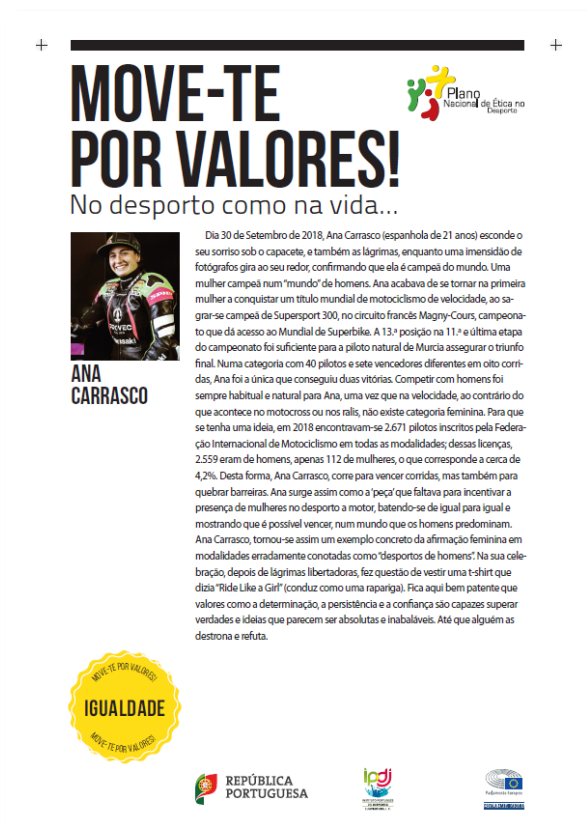 MOVE-TE
POR VALORES!
No desporto como na vida...
Plano
Nacional de Ética no
Desporto
Dia 30 de Setembro de 2018, Ana Carrasco (espanhola de 21 anos) esconde o
seu sorriso sob o capacete, e também as lágrimas, enquanto uma imensidão de
fotógrafos gira ao seu redor, confirmando que ela é campeã do mundo. Uma
mulher campeã num "mundo" de homens. Ana acabava de se tornar na primeira
mulher a conquistar um título mundial de motociclismo de velocidade, ao sa-
grar-se campeã de Supersport 300, no circuito francês Magny-Cours, campeona-
to que dá acesso ao Mundial de Superbike. A 13.ª posição na 11.ª e última etapa
do campeonato foi suficiente para a piloto natural de Murcia assegurar o triunfo
final. Numa categoria com 40 pilotos e sete vencedores diferentes em oito corri-
das, Ana foi a única que conseguiu duas vitórias. Competir com homens foi
sempre habitual e natural para Ana, uma vez que na velocidade, ao contrário do
que acontece no motocross ou nos ralis, não existe categoria feminina. Para que
se tenha uma ideia, em 2018 encontravam-se 2.671 pilotos inscritos pela Federa-
ção Internacional de Motociclismo em todas as modalidades; dessas licenças,
2.559 eram de homens, apenas 112 de mulheres, o que corresponde a cerca de
4,2%. Desta forma, Ana Carrasco, corre para vencer corridas, mas também para
quebrar barreiras. Ana surge assim como a 'peça' que faltava para incentivar a
presença de mulheres no desporto a motor, batendo-se de igual para igual e
mostrando que é possível vencer, num mundo que os homens predominam.
Ana Carrasco, tornou-se assim um exemplo concreto da afirmação feminina em
modalidades erradamente conotadas como "desportos de homens". Na sua cele-
bração, depois de lágrimas libertadoras, fez questão de vestir uma t-shirt que
dizia "Ride Like a Girl" (conduz como uma rapariga). Fica aqui bem patente que
valores como a determinação, a persistência e a confiança são capazes superar
verdades e ideias que parecem ser absolutas e inabaláveis. Até que alguém as
destrona e refuta.
ANA
CARRASCO
MOVE-TE POR VALORES!
IGUALDADE
MOVE-TE POR VALORES!
REPÚBLICA
PORTUGUESA
ipdj
Parlamento Europeu